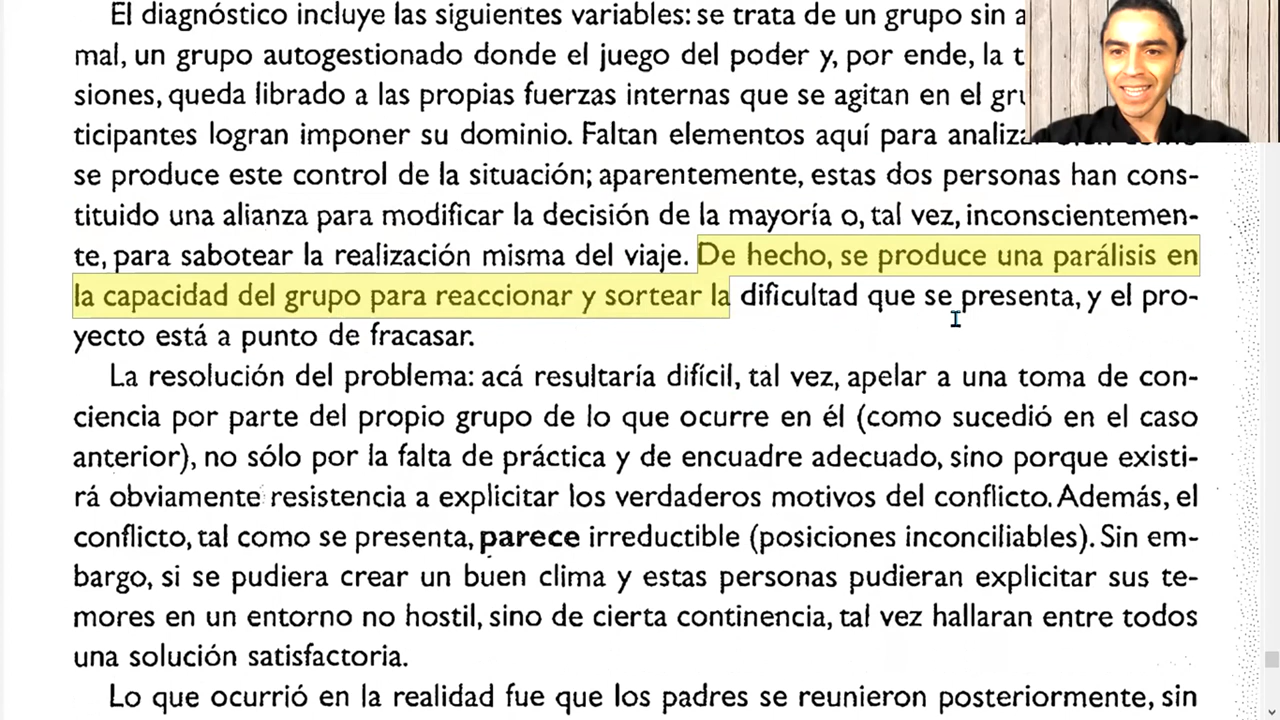 El diagnóstico incluye las siguientes variables: se trata de un grupo sin
mal, un grupo autogestionado donde el juego del poder y, por ende, la
siones, queda librado a las propias fuerzas internas que se agitan en el
ticipantes logran imponer su dominio. Faltan elementos aquí para
se produce este control de la situación; aparentemente, estas dos personas han cons-
tituido una alianza para modificar la decisión de la mayoría o, tal vez, inconscientemen-
te, para sabotear la realización misma del viaje. De hecho, se produce una parálisis en
la capacidad del grupo para reaccionar y sortear la dificultad que se presenta, y el pro-
yecto está a punto de fracasar.
La resolución del problema: acá resultaría difícil, tal vez, apelar a una toma de con-
ciencia por parte del propio grupo de lo que ocurre en él (como sucedió en el caso
anterior), no sólo por la falta de práctica y de encuadre adecuado, sino porque existi-
rá obviamente resistencia a explicitar los verdaderos motivos del conflicto. Además, el
conflicto, tal como se presenta, parece irreductible (posiciones inconciliables). Sin em-
bargo, si se pudiera crear un buen clima y estas personas pudieran explicitar sus te-
mores en un entorno no hostil, sino de cierta continencia, tal vez hallaran entre todos
una solución satisfactoria.
Lo que ocurrió en la realidad fue que los padres se reunieron posteriormente, sin